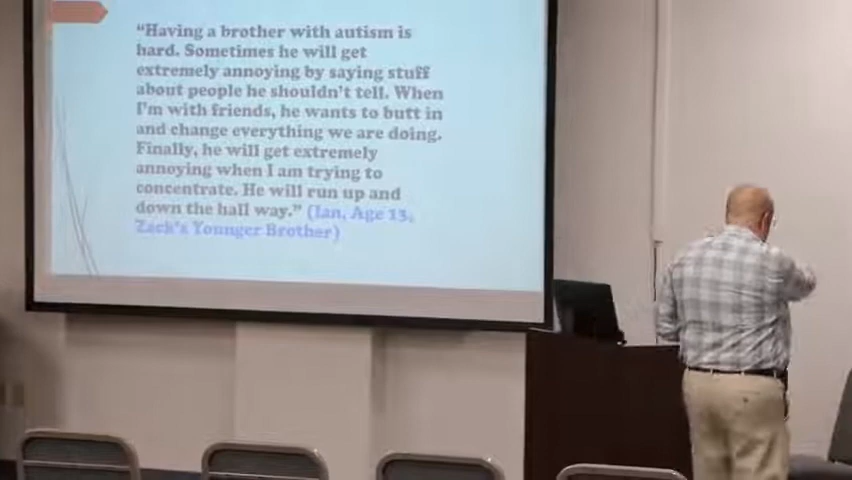 “Having a brother with autism is
hard. Sometimes he will get
extremely annoying by saying stuff
about people he shouldn’t tell. When
I’m with friends, he wants to butt in
and change everything we are doing.
Finally, he will get extremely
annoying when I am trying to
concentrate. He will run up and
down the hall way.” (Ian, Age 13,
Zack’s Younger Brother)